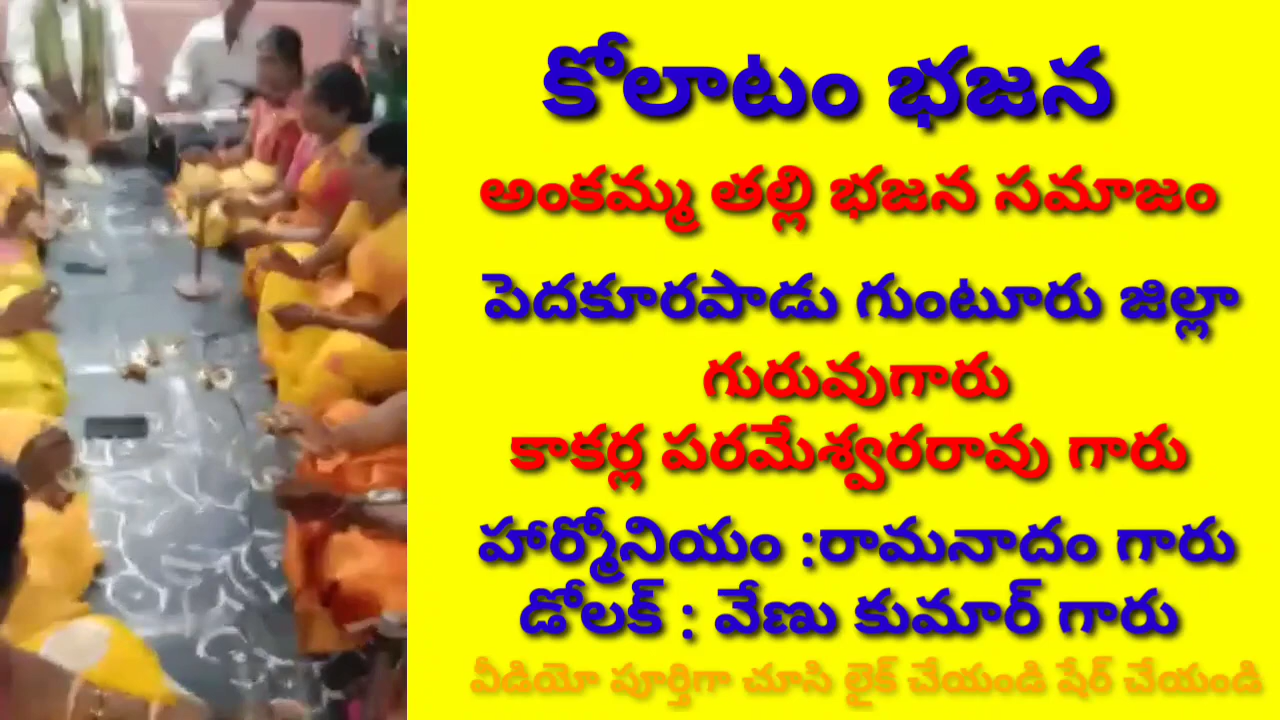 కోలాటం భజన
అంకమ్మ తల్లి భజన సమాజం
పెదకూరపాడు గుంటూరు జిల్లా
గురువుగారు
కాకర్ల పరమేశ్వరరావు గారు
హార్మోనియం :రామనాదం గారు
డోలక్ : వేణు కుమార్ గారు
వీడియో పూర్తిగా చూసి లైక్ చేయండి షేర్ చేయండి